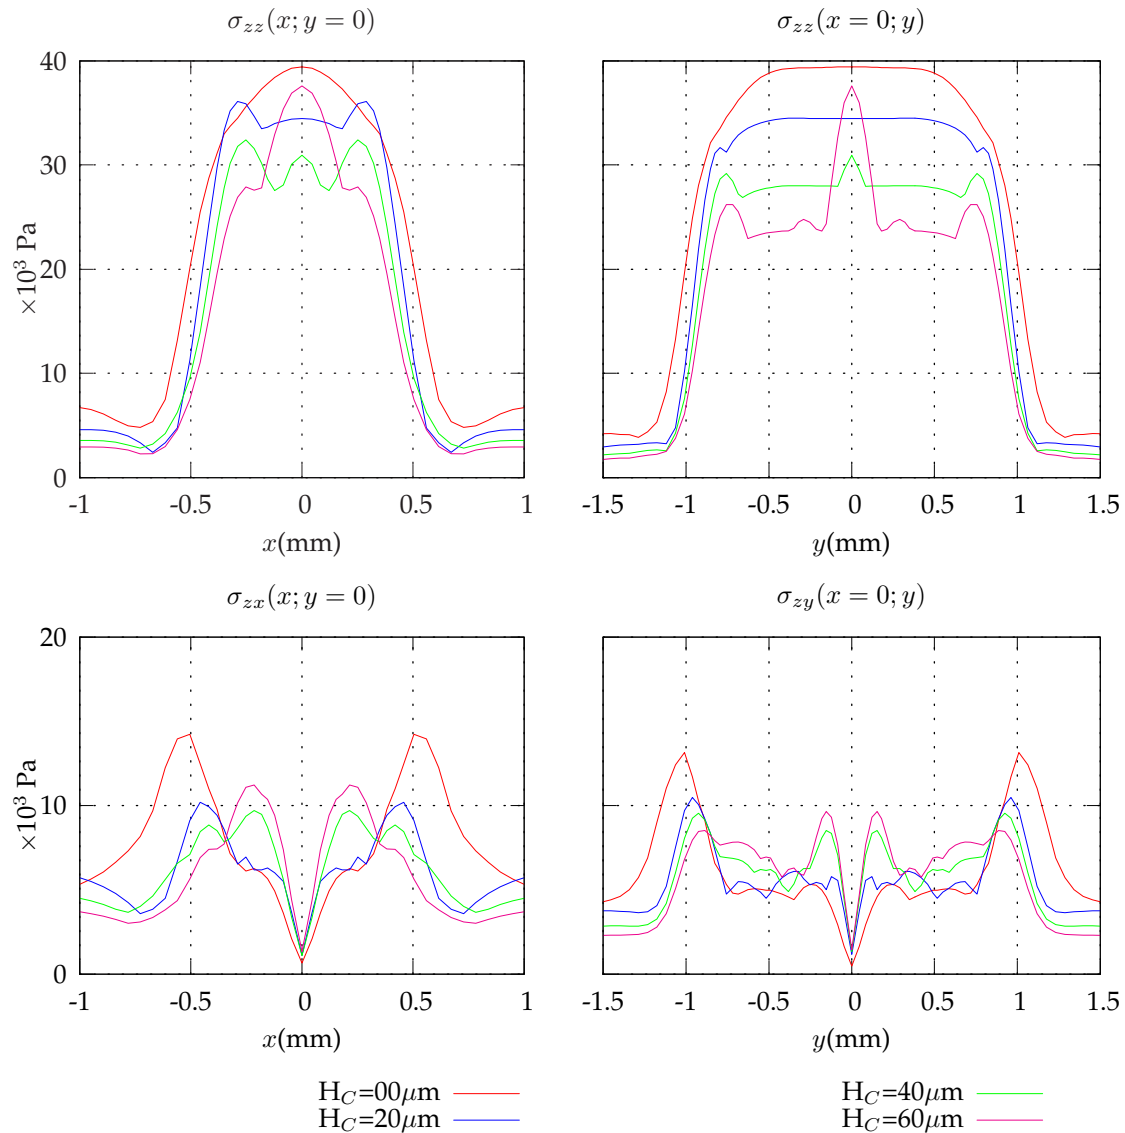 σzz(x; y = 0)
σzz(x = 0; y)
40
30
20
10
0
×10³ Pa
-1 -0.5 0 0.5 1
-1.5 -1 -0.5 0 0.5 1 1.5
x(mm)
y(mm)
σzx(x; y = 0)
σzy(x = 0; y)
20
10
0
×10³ Pa
-1 -0.5 0 0.5 1
-1.5 -1 -0.5 0 0.5 1 1.5
x(mm)
y(mm)
HC=00μm
HC=20μm
HC=40μm
HC=60μm